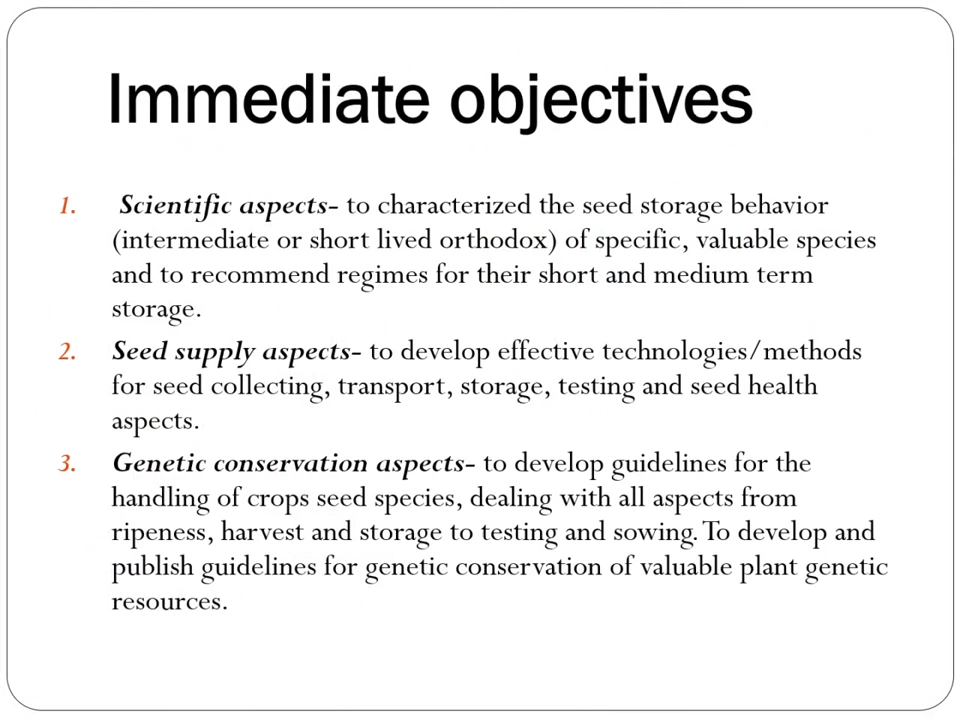 Immediate objectives
1. Scientific aspects- to characterized the seed storage behavior
(intermediate or short lived orthodox) of specific, valuable species
and to recommend regimes for their short and medium term
storage.
2. Seed supply aspects- to develop effective technologies/methods
for seed collecting, transport, storage, testing and seed health
aspects.
3. Genetic conservation aspects- to develop guidelines for the
handling of crops seed species, dealing with all aspects from
ripeness, harvest and storage to testing and sowing. To develop and
publish guidelines for genetic conservation of valuable plant genetic
resources.